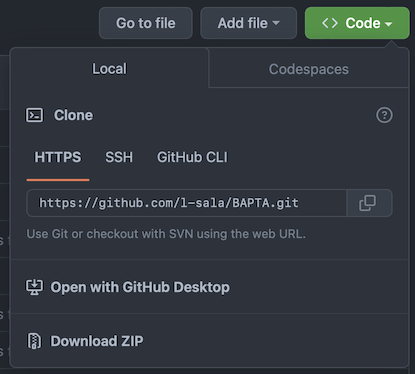 Go to file
Add file
<> Code
Local
Codespaces
Clone
HTTPS
SSH
GitHub CLI
https://github.com/l-sala/BAPTA.git
Use Git or checkout with SVN using the web URL.
Open with GitHub Desktop
Download ZIP